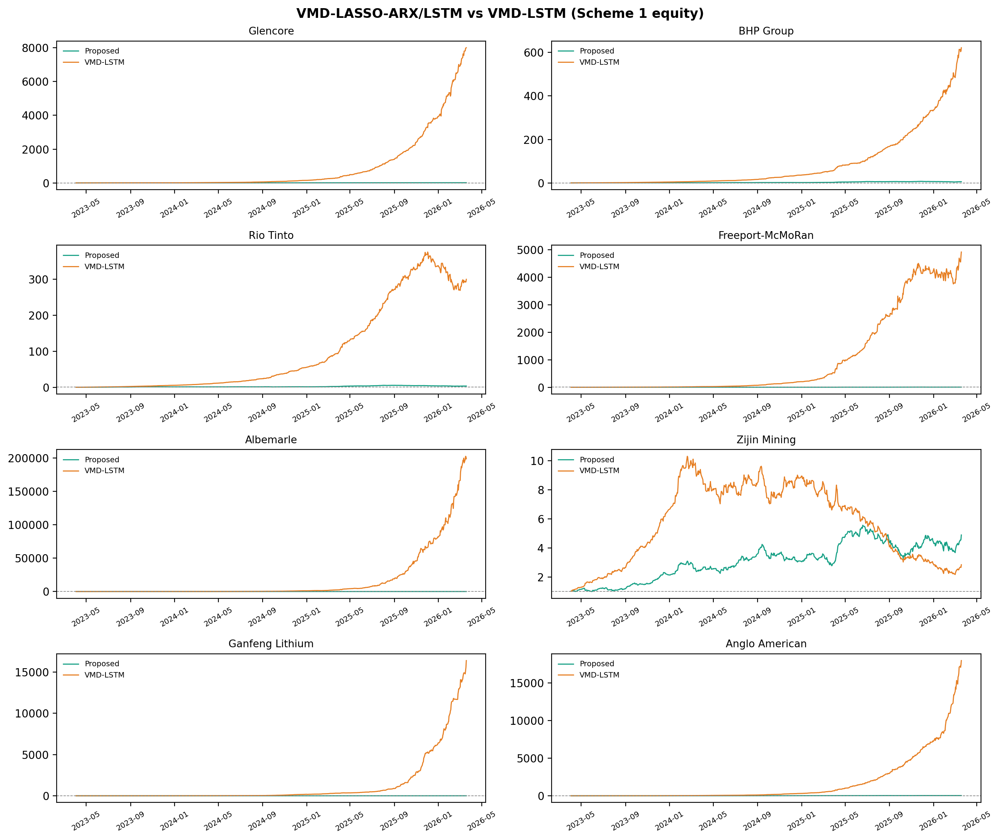 VMD-LASSO-ARX/LSTM vs VMD-LSTM (Scheme 1 equity)
Glencore
Proposed
VMD-LSTM
8000
6000
4000
2000
0
2023-05 2023-09 2024-01 2024-05 2024-09 2025-01 2025-05 2025-09 2026-01 2026-05
BHP Group
Proposed
VMD-LSTM
600
400
200
0
2023-05 2023-09 2024-01 2024-05 2024-09 2025-01 2025-05 2025-09 2026-01 2026-05
Rio Tinto
Proposed
VMD-LSTM
300
200
100
0
2023-05 2023-09 2024-01 2024-05 2024-09 2025-01 2025-05 2025-09 2026-01 2026-05
Freeport-McMoRan
Proposed
VMD-LSTM
5000
4000
3000
2000
1000
0
2023-05 2023-09 2024-01 2024-05 2024-09 2025-01 2025-05 2025-09 2026-01 2026-05
Albemarle
Proposed
VMD-LSTM
200000
150000
100000
50000
0
2023-05 2023-09 2024-01 2024-05 2024-09 2025-01 2025-05 2025-09 2026-01 2026-05
Zijin Mining
Proposed
VMD-LSTM
10
8
6
4
2
2023-05 2023-09 2024-01 2024-05 2024-09 2025-01 2025-05 2025-09 2026-01 2026-05
Ganfeng Lithium
Proposed
VMD-LSTM
15000
10000
5000
0
2023-05 2023-09 2024-01 2024-05 2024-09 2025-01 2025-05 2025-09 2026-01 2026-05
Anglo American
Proposed
VMD-LSTM
15000
10000
5000
0
2023-05 2023-09 2024-01 2024-05 2024-09 2025-01 2025-05 2025-09 2026-01 2026-05